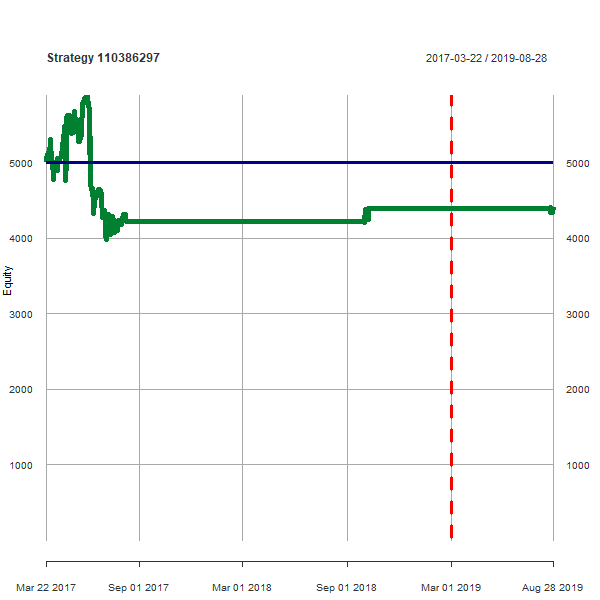 Strategy 110386297
2017-03-22 / 2019-08-28
Equity
5000
4000
3000
2000
1000
5000
4000
3000
2000
1000
Mar 22 2017
Sep 01 2017
Mar 01 2018
Sep 01 2018
Mar 01 2019
Aug 28 2019